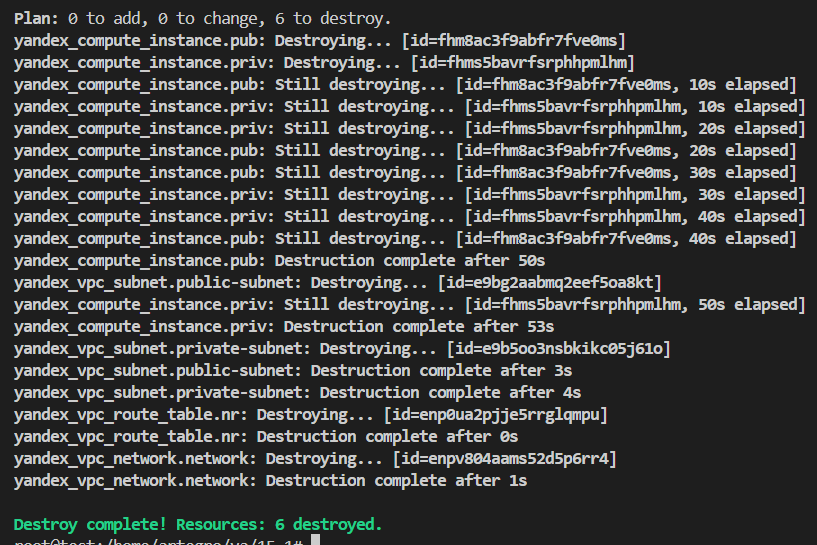 Plan: 0 to add, 0 to change, 6 to destroy.
yandex_compute_instance.pub: Destroying... [id=fhm8ac3f9abfr7fve0ms]
yandex_compute_instance.priv: Destroying... [id=fhms5bavrfsrphhpmlhm]
yandex_compute_instance.pub: Still destroying... [id=fhm8ac3f9abfr7fve0ms, 10s elapsed]
yandex_compute_instance.priv: Still destroying... [id=fhms5bavrfsrphhpmlhm, 10s elapsed]
yandex_compute_instance.priv: Still destroying... [id=fhms5bavrfsrphhpmlhm, 20s elapsed]
yandex_compute_instance.pub: Still destroying... [id=fhm8ac3f9abfr7fve0ms, 20s elapsed]
yandex_compute_instance.pub: Still destroying... [id=fhm8ac3f9abfr7fve0ms, 30s elapsed]
yandex_compute_instance.priv: Still destroying... [id=fhms5bavrfsrphhpmlhm, 30s elapsed]
yandex_compute_instance.priv: Still destroying... [id=fhms5bavrfsrphhpmlhm, 40s elapsed]
yandex_compute_instance.pub: Still destroying... [id=fhm8ac3f9abfr7fve0ms, 40s elapsed]
yandex_compute_instance.pub: Destruction complete after 50s
yandex_vpc_subnet.public-subnet: Destroying... [id=e9bg2aabmq2eef5oa8kt]
yandex_compute_instance.priv: Still destroying... [id=fhms5bavrfsrphhpmlhm, 50s elapsed]
yandex_compute_instance.priv: Destruction complete after 53s
yandex_vpc_subnet.private-subnet: Destroying... [id=e9b5oo3nsbkikc05j61o]
yandex_vpc_subnet.public-subnet: Destruction complete after 3s
yandex_vpc_subnet.private-subnet: Destruction complete after 4s
yandex_vpc_route_table.nr: Destroying... [id=enp0ua2pjje5rrglqmpu]
yandex_vpc_route_table.nr: Destruction complete after 0s
yandex_vpc_network.network: Destroying... [id=enpv804aams52d5p6rr4]
yandex_vpc_network.network: Destruction complete after 1s
Destroy complete! Resources: 6 destroyed.